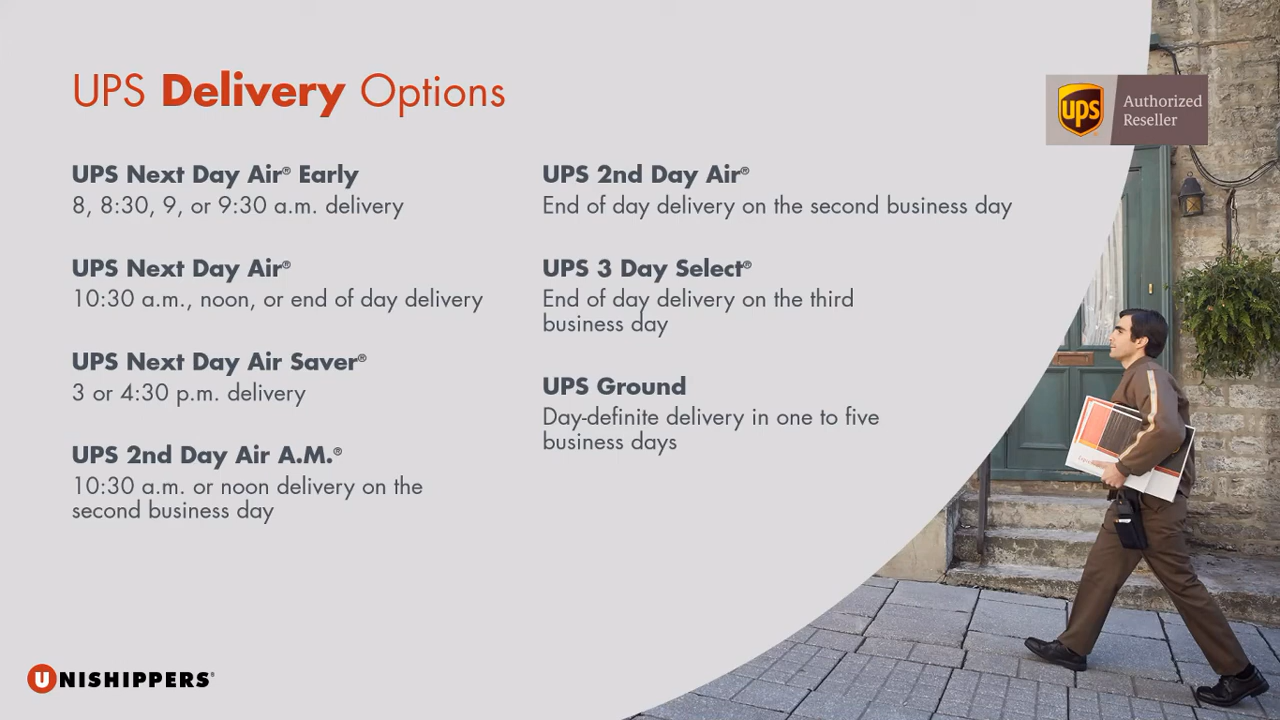 UPS Delivery Options
UPS Next Day Air® Early
8, 8:30, 9, or 9:30 a.m. delivery
UPS Next Day Air®
10:30 a.m., noon, or end of day delivery
UPS Next Day Air Saver®
3 or 4:30 p.m. delivery
UPS 2nd Day Air A.M.®
10:30 a.m. or noon delivery on the
second business day
UPS 2nd Day Air®
End of day delivery on the second business day
UPS 3 Day Select®
End of day delivery on the third
business day
UPS Ground
Day-definite delivery in one to five
business days
ups
Authorized
Reseller
UNISHIPPERS®